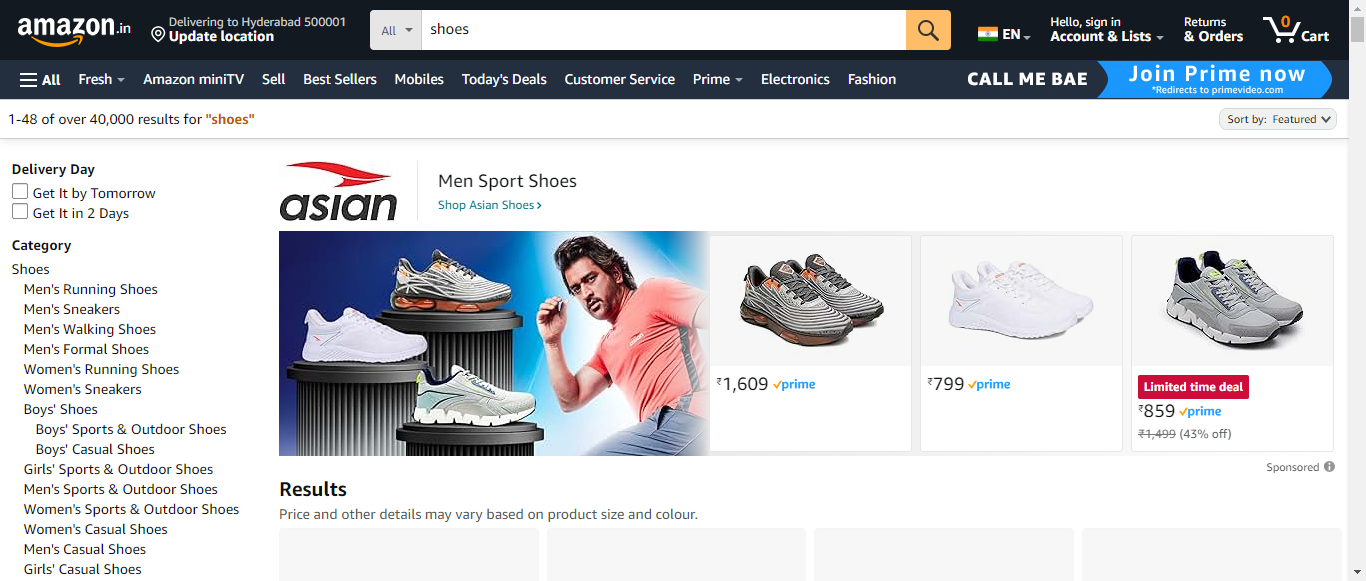 amazon.in
Delivering to Hyderabad 500001
Update location
All
shoes
EN
Hello, sign in
Account & Lists
Returns
& Orders
0
Cart
All
Fresh
Amazon miniTV
Sell
Best Sellers
Mobiles
Today's Deals
Customer Service
Prime
Electronics
Fashion
CALL ME BAE
Join Prime now
*Redirects to primevideo.com
1-48 of over 40,000 results for "shoes"
Sort by: Featured
Delivery Day
Get It by Tomorrow
Get It in 2 Days
Category
Shoes
Men's Running Shoes
Men's Sneakers
Men's Walking Shoes
Men's Formal Shoes
Women's Running Shoes
Women's Sneakers
Boys' Shoes
Boys' Sports & Outdoor Shoes
Boys' Casual Shoes
Girls' Sports & Outdoor Shoes
Men's Sports & Outdoor Shoes
Women's Sports & Outdoor Shoes
Women's Casual Shoes
Men's Casual Shoes
Girls' Casual Shoes
asian
Men Sport Shoes
Shop Asian Shoes ›
₹1,609 prime
₹799 prime
Limited time deal
₹859 prime
₹1,499 (43% off)
Sponsored
Results
Price and other details may vary based on product size and colour.